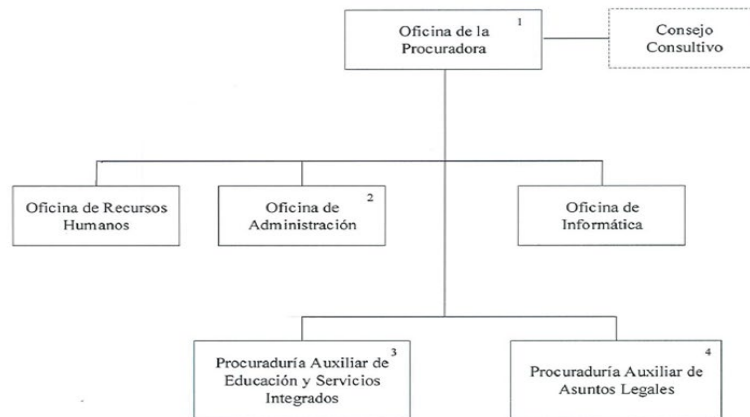 Oficina de la 1
Procuradora
Consejo
Consultivo
Oficina de Recursos
Humanos
Oficina de 2
Administración
Oficina de
Informática
3
Procuraduría Auxiliar de
Educación y Servicios
Integrados
4
Procuraduría Auxiliar de
Asuntos Legales